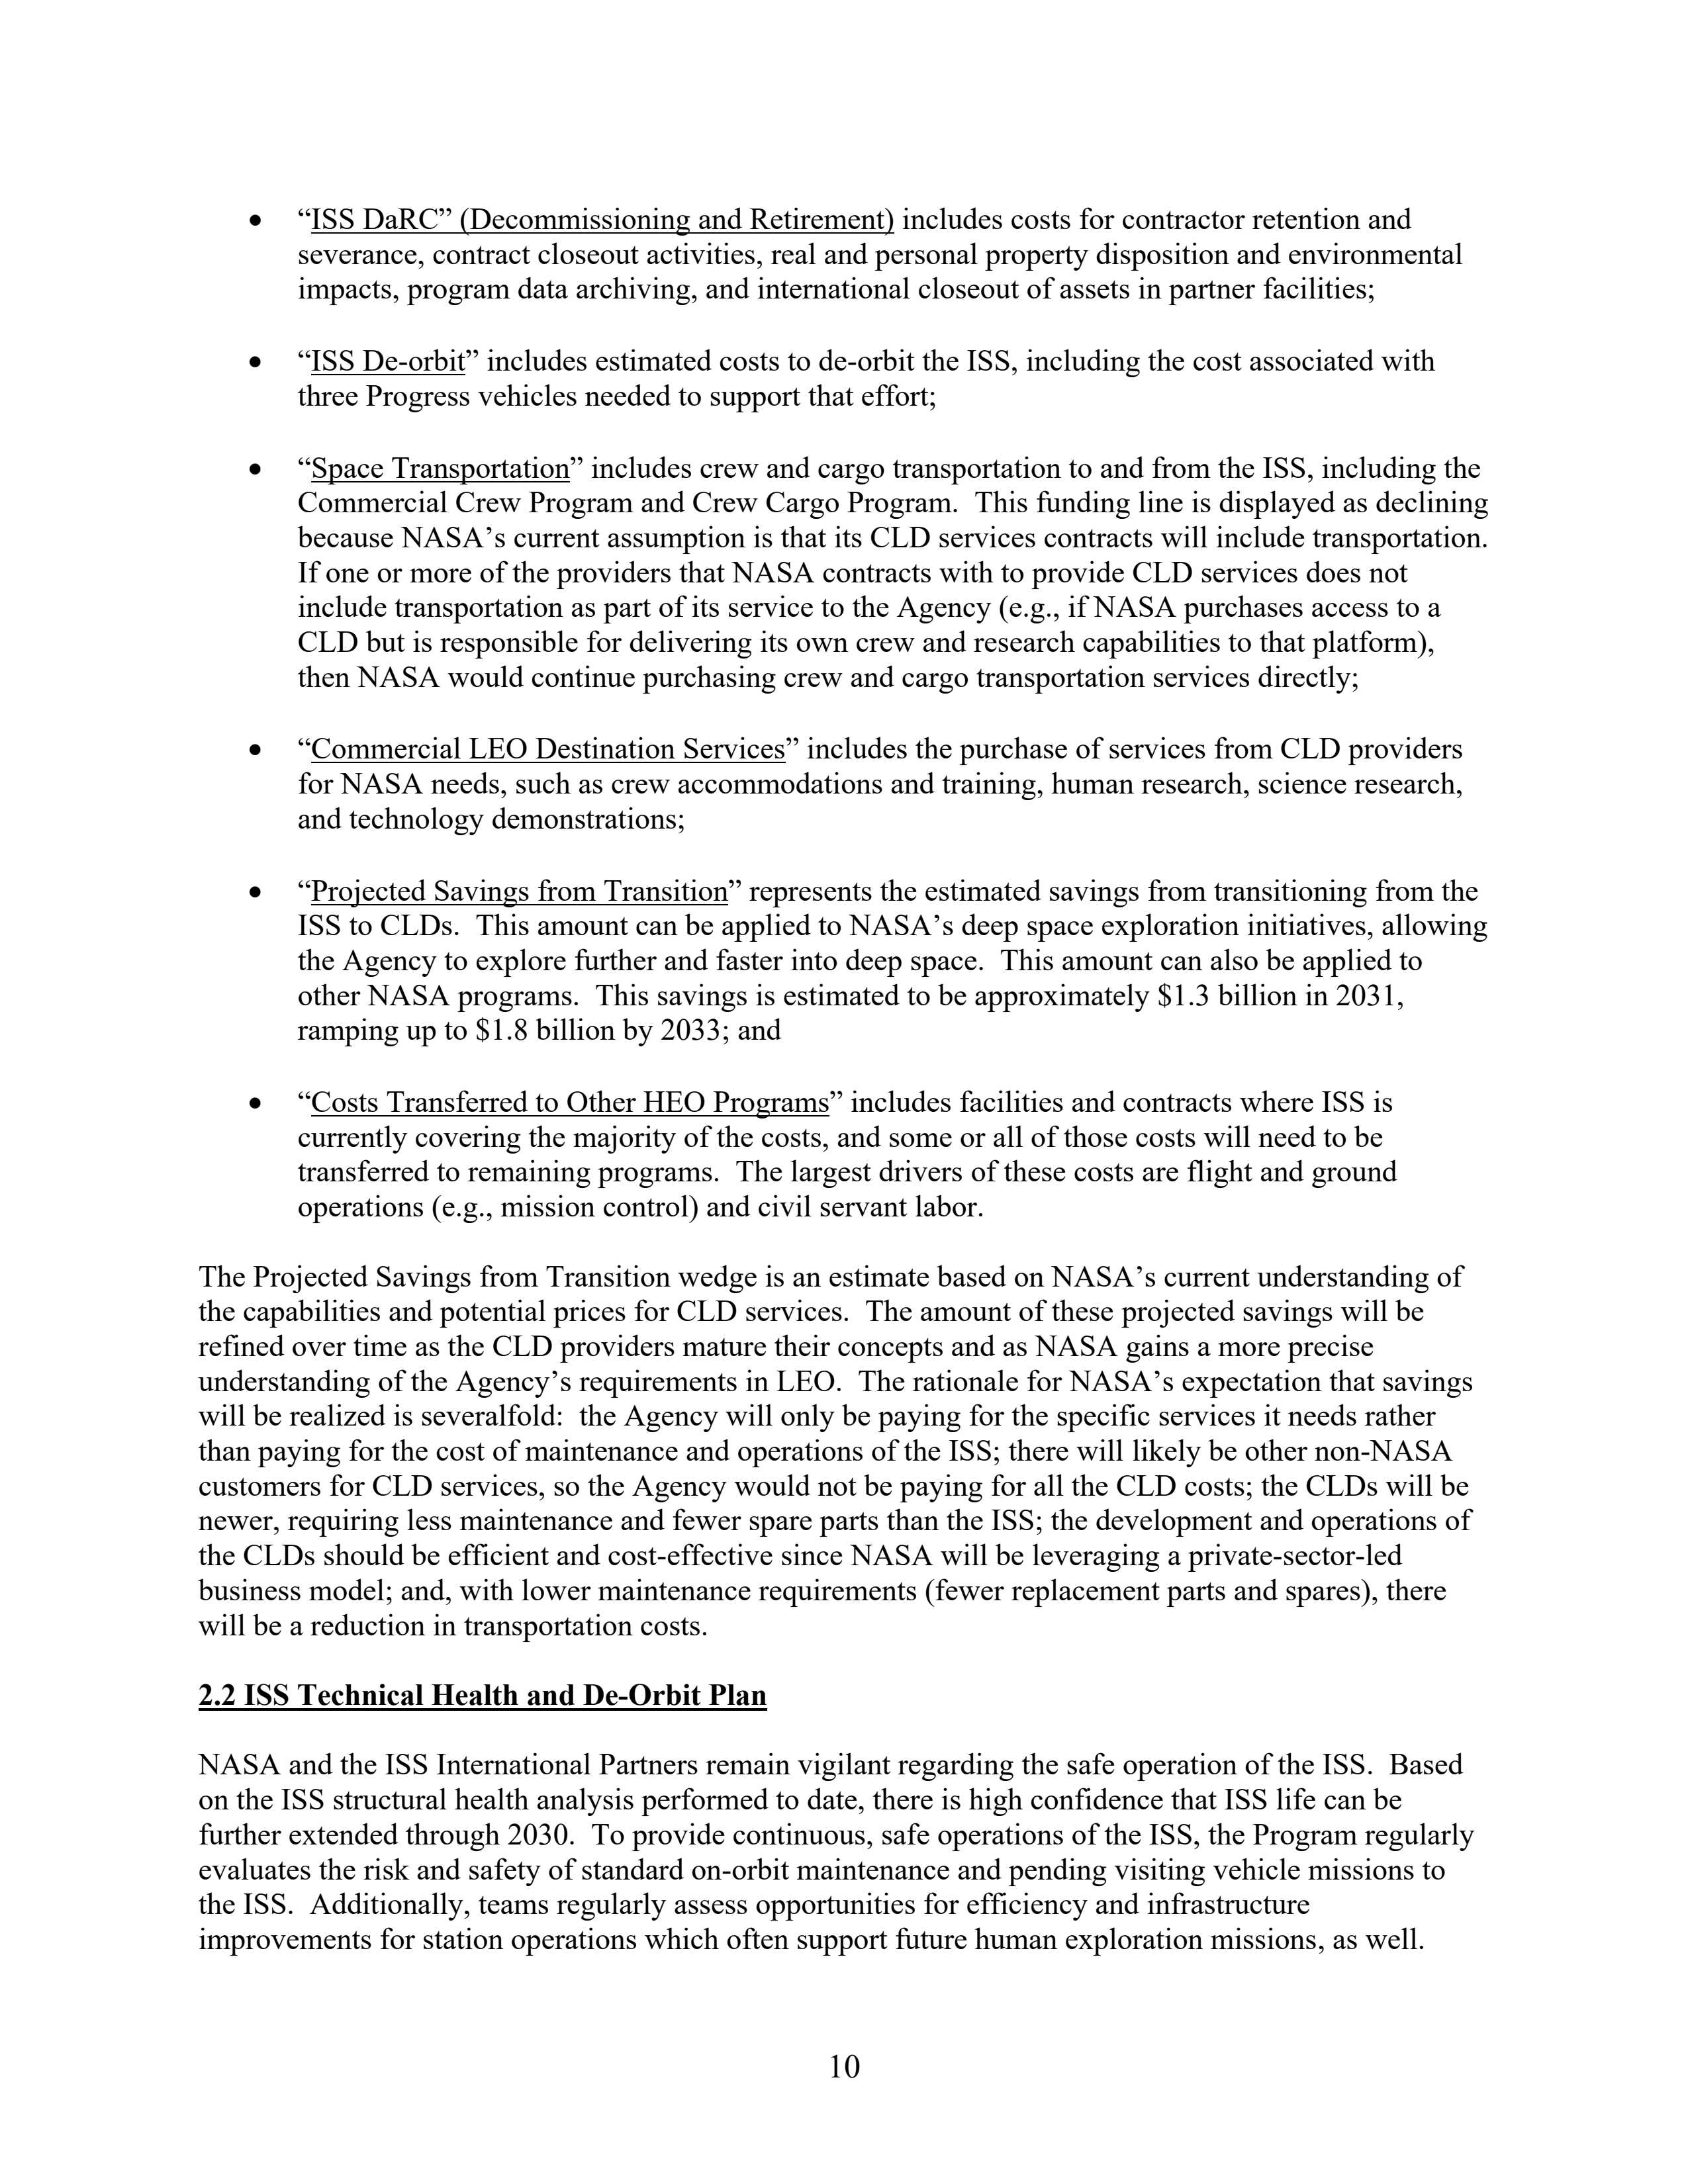 • “ISS DaRC” (Decommissioning and Retirement) includes costs for contractor retention and
severance, contract closeout activities, real and personal property disposition and environmental
impacts, program data archiving, and international closeout of assets in partner facilities;
• “ISS De-orbit” includes estimated costs to de-orbit the ISS, including the cost associated with
three Progress vehicles needed to support that effort;
• “Space Transportation” includes crew and cargo transportation to and from the ISS, including the
Commercial Crew Program and Crew Cargo Program.  This funding line is displayed as declining
because NASA’s current assumption is that its CLD services contracts will include transportation.
If one or more of the providers that NASA contracts with to provide CLD services does not
include transportation as part of its service to the Agency (e.g., if NASA purchases access to a
CLD but is responsible for delivering its own crew and research capabilities to that platform),
then NASA would continue purchasing crew and cargo transportation services directly;
• “Commercial LEO Destination Services” includes the purchase of services from CLD providers
for NASA needs, such as crew accommodations and training, human research, science research,
and technology demonstrations;
• “Projected Savings from Transition” represents the estimated savings from transitioning from the
ISS to CLDs.  This amount can be applied to NASA’s deep space exploration initiatives, allowing
the Agency to explore further and faster into deep space.  This amount can also be applied to
other NASA programs.  This savings is estimated to be approximately $1.3 billion in 2031,
ramping up to $1.8 billion by 2033; and
• “Costs Transferred to Other HEO Programs” includes facilities and contracts where ISS is
currently covering the majority of the costs, and some or all of those costs will need to be
transferred to remaining programs.  The largest drivers of these costs are flight and ground
operations (e.g., mission control) and civil servant labor.
The Projected Savings from Transition wedge is an estimate based on NASA’s current understanding of
the capabilities and potential prices for CLD services.  The amount of these projected savings will be
refined over time as the CLD providers mature their concepts and as NASA gains a more precise
understanding of the Agency’s requirements in LEO.  The rationale for NASA’s expectation that savings
will be realized is severalfold:  the Agency will only be paying for the specific services it needs rather
than paying for the cost of maintenance and operations of the ISS; there will likely be other non-NASA
customers for CLD services, so the Agency would not be paying for all the CLD costs; the CLDs will be
newer, requiring less maintenance and fewer spare parts than the ISS; the development and operations of
the CLDs should be efficient and cost-effective since NASA will be leveraging a private-sector-led
business model; and, with lower maintenance requirements (fewer replacement parts and spares), there
will be a reduction in transportation costs.
2.2 ISS Technical Health and De-Orbit Plan
NASA and the ISS International Partners remain vigilant regarding the safe operation of the ISS.  Based
on the ISS structural health analysis performed to date, there is high confidence that ISS life can be
further extended through 2030.  To provide continuous, safe operations of the ISS, the Program regularly
evaluates the risk and safety of standard on-orbit maintenance and pending visiting vehicle missions to
the ISS.  Additionally, teams regularly assess opportunities for efficiency and infrastructure
improvements for station operations which often support future human exploration missions, as well.
10